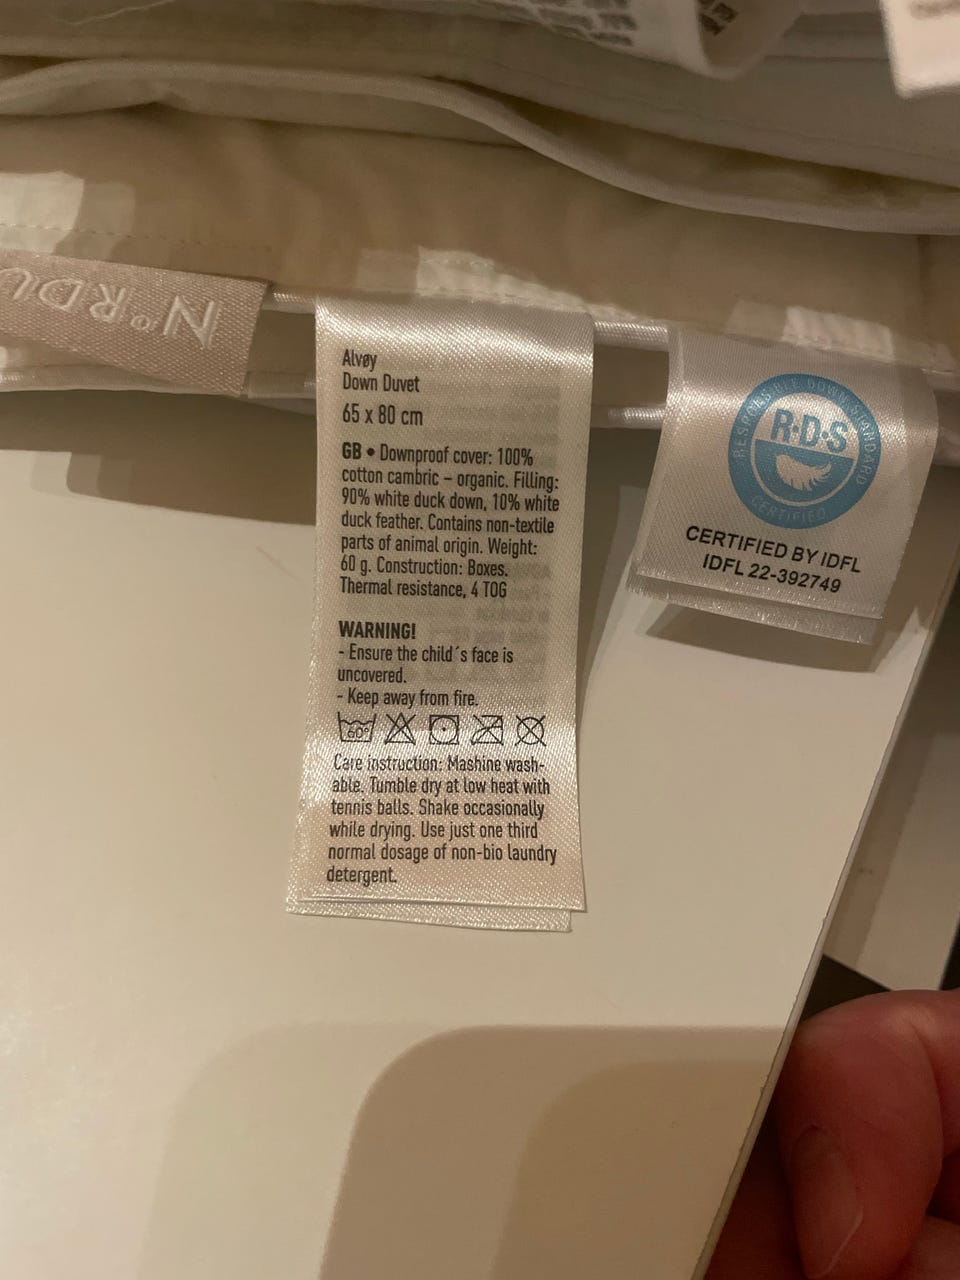 Alvøy
Down Duvet
65 x 80 cm
GB • Downproof cover: 100%
cotton cambric – organic. Filling:
90% white duck down, 10% white
duck feather. Contains non-textile
parts of animal origin. Weight:
60 g. Construction: Boxes.
Thermal resistance, 4 TOG
WARNING!
- Ensure the child´s face is
uncovered.
- Keep away from fire.
60°
Care instruction: Mashine wash-
able. Tumble dry at low heat with
tennis balls. Shake occasionally
while drying. Use just one third
normal dosage of non-bio laundry
detergent.
RESPONSIBLE DOWN STANDARD
R·D·S
CERTIFIED
CERTIFIED BY IDFL
IDFL 22-392749